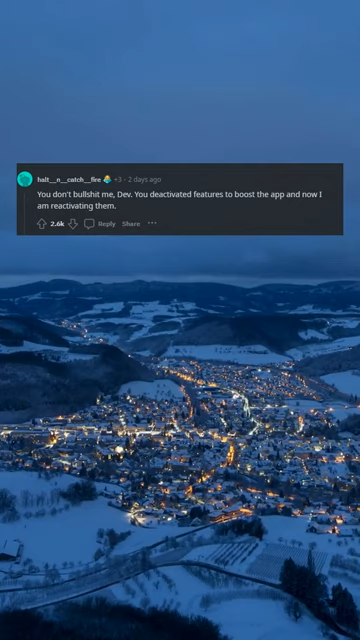 halt__n__catch__fire +3 · 2 days ago
You don't bullshit me, Dev. You deactivated features to boost the app and now I
am reactivating them.
2.6k Reply Share ···